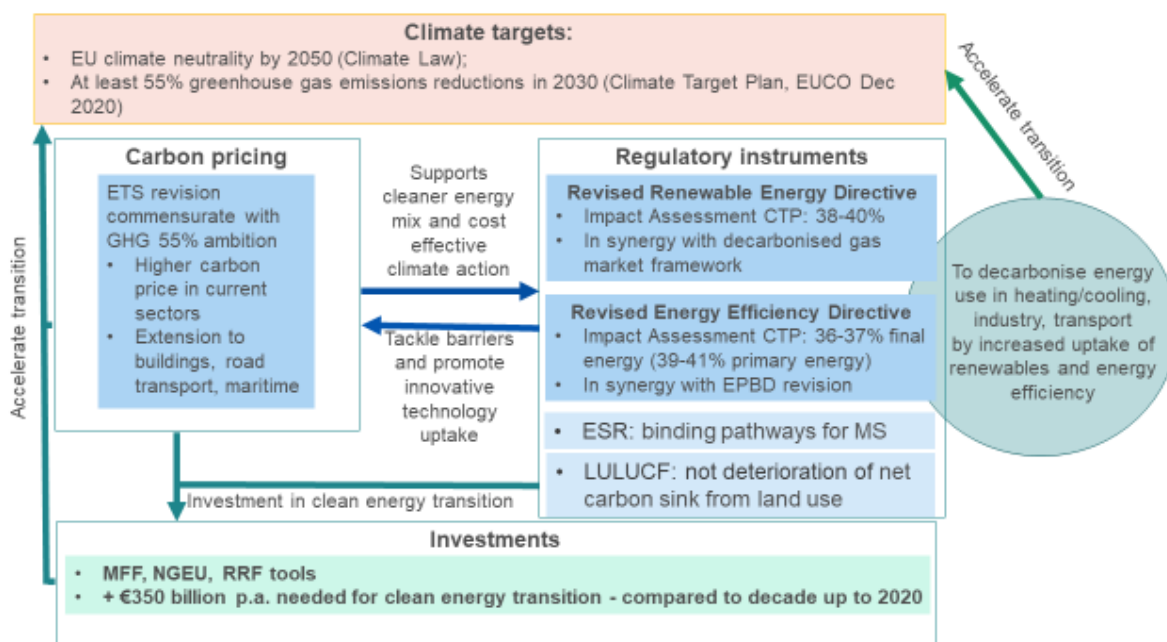 Climate targets:
• EU climate neutrality by 2050 (Climate Law);
• At least 55% greenhouse gas emissions reductions in 2030 (Climate Target Plan, EUCO Dec
2020)
Accelerate transition
Carbon pricing
ETS revision
commensurate with
GHG 55% ambition
• Higher carbon
price in current
sectors
• Extension to
buildings, road
transport, maritime
Supports
cleaner energy
mix and cost
effective
climate action
Tackle barriers
and promote
innovative
technology
uptake
Regulatory instruments
Revised Renewable Energy Directive
• Impact Assessment CTP: 38-40%
• In synergy with decarbonised gas
market framework
Revised Energy Efficiency Directive
• Impact Assessment CTP: 36-37% final
energy (39-41% primary energy)
• In synergy with EPBD revision
• ESR: binding pathways for MS
• LULUCF: not deterioration of net
carbon sink from land use
To decarbonise energy
use in heating/cooling,
industry, transport
by increased uptake of
renewables and energy
efficiency
Accelerate transition
Investment in clean energy transition
Investments
• MFF, NGEU, RRF tools
• + €350 billion p.a. needed for clean energy transition - compared to decade up to 2020